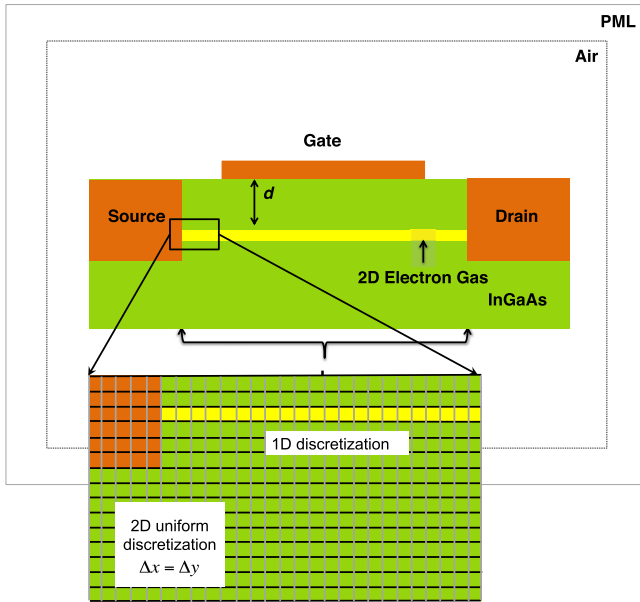 PML
Air
Gate
d
Source
Drain
2D Electron Gas
InGaAs
1D discretization
2D uniform
discretization
Δx = Δy